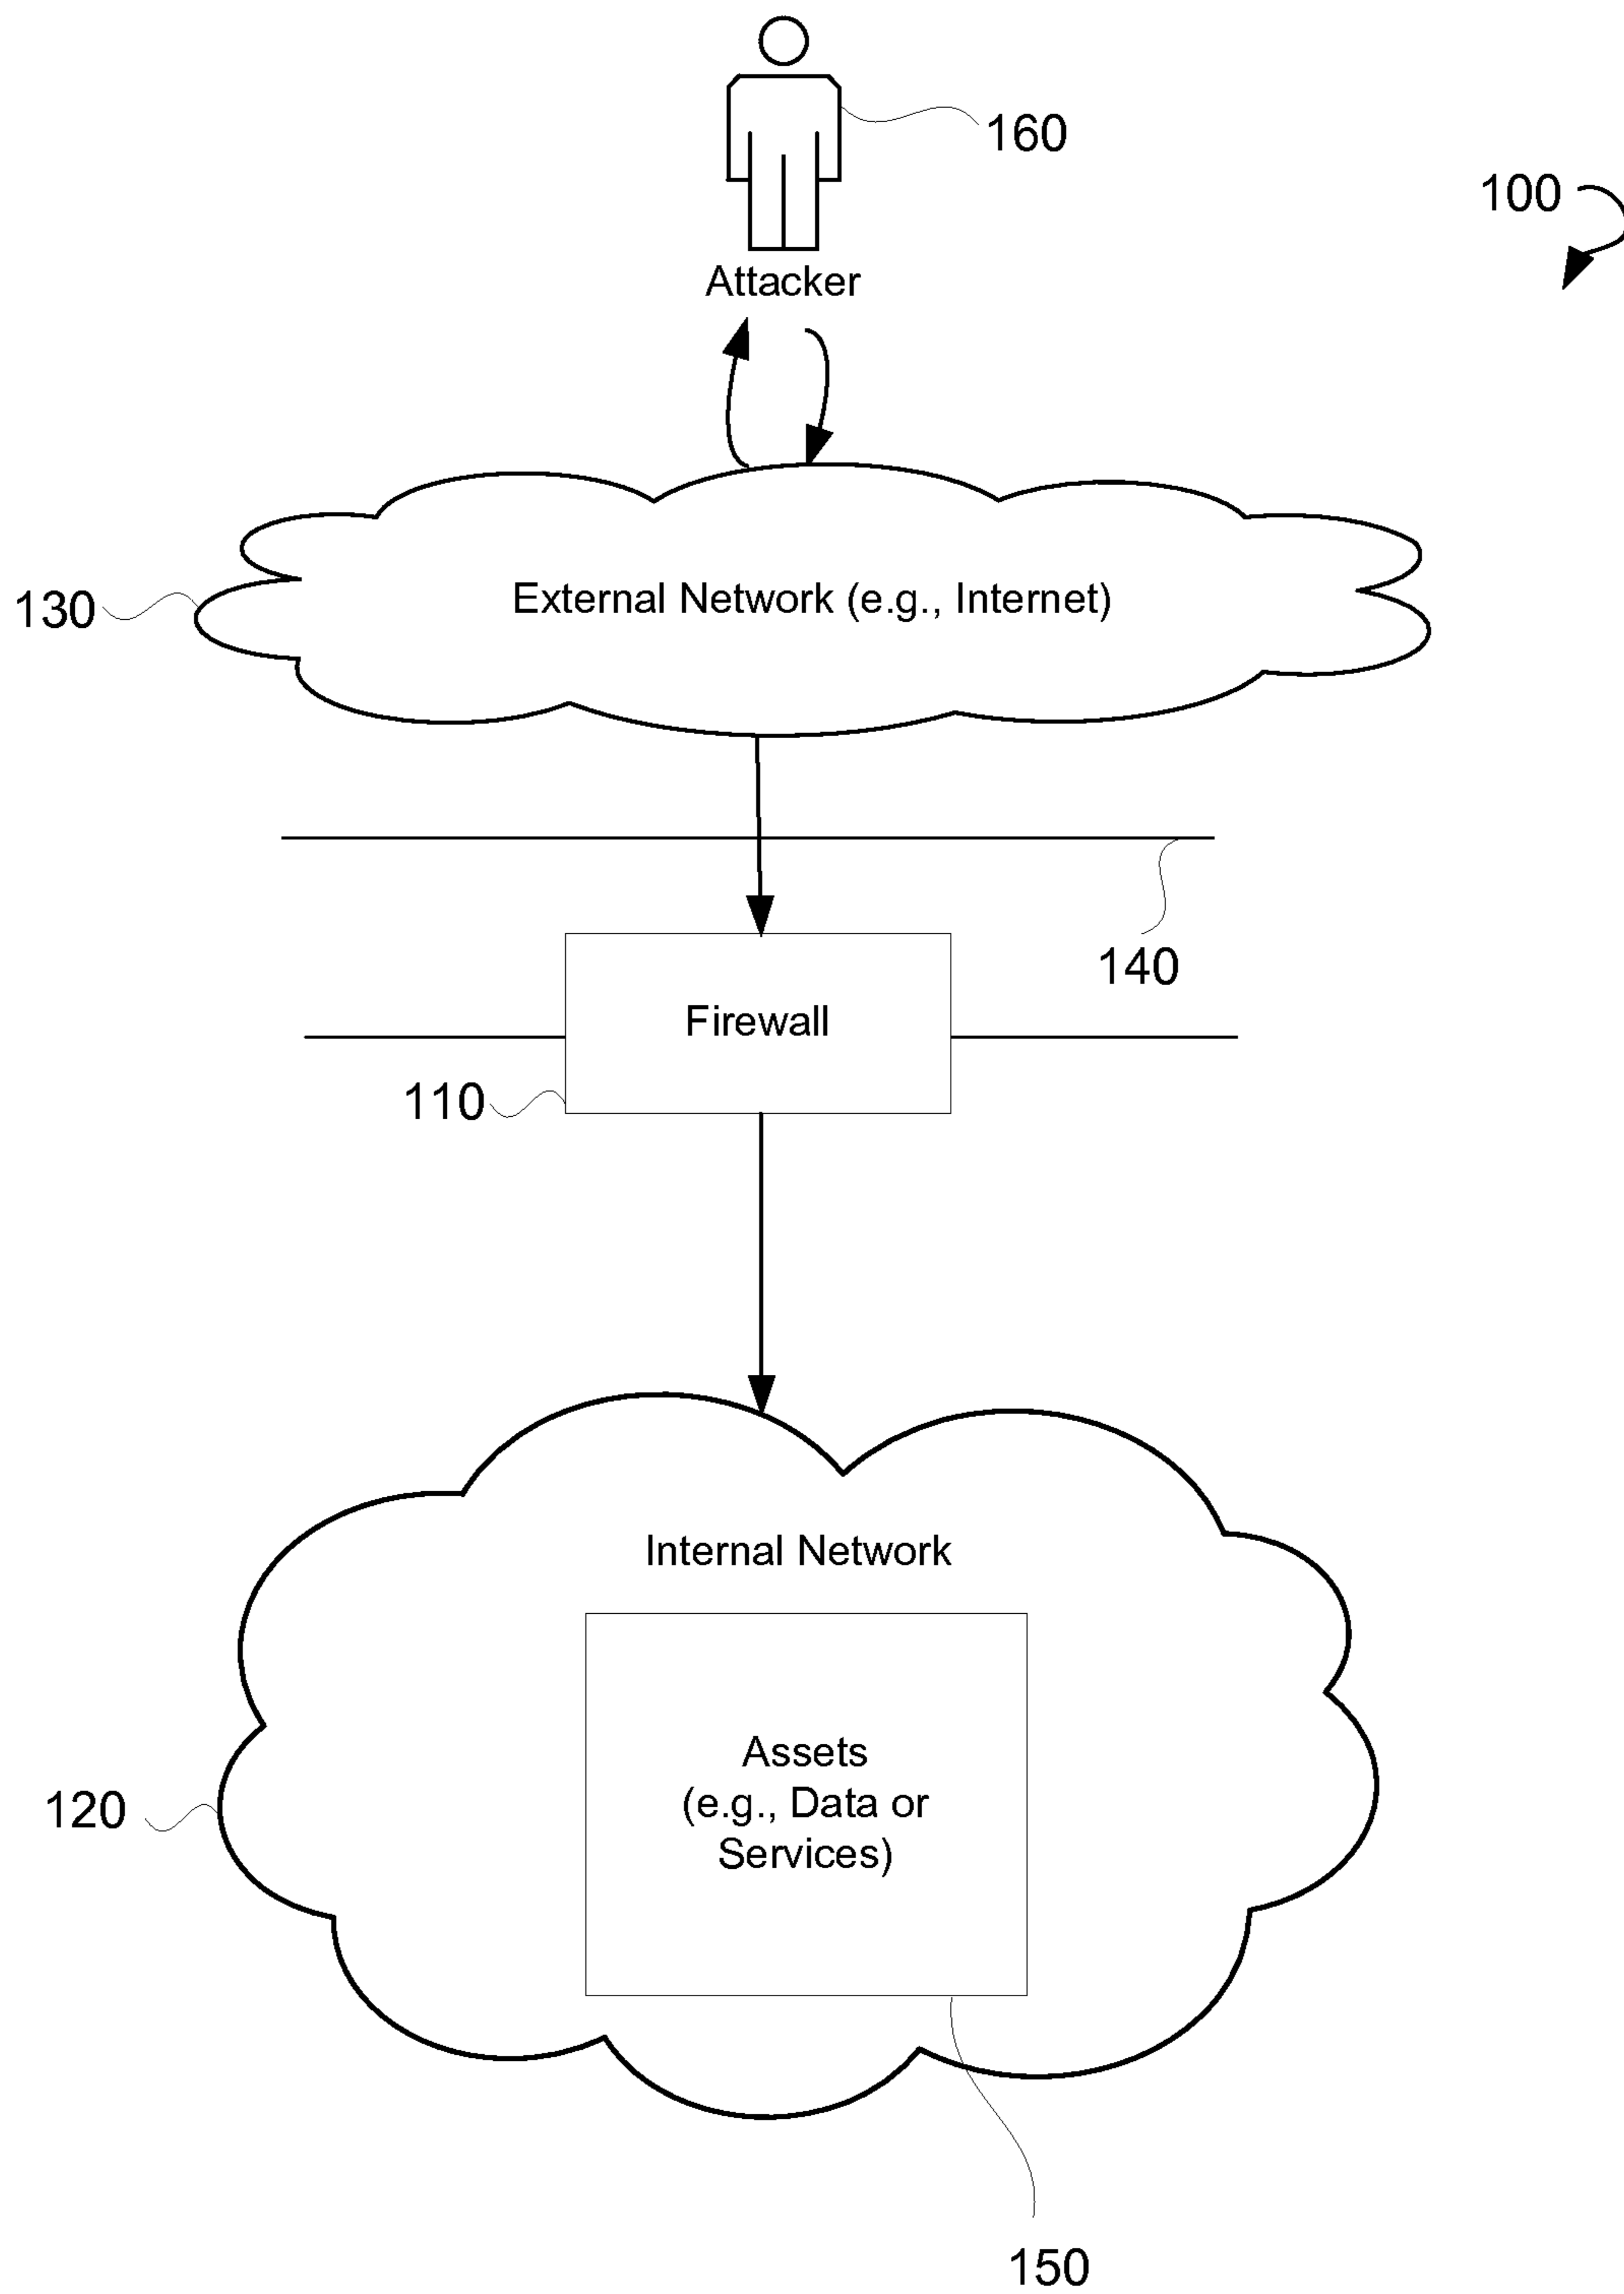 160
100
Attacker
External Network (e.g., Internet)
130
140
Firewall
110
Internal Network
Assets
(e.g., Data or
Services)
120
150